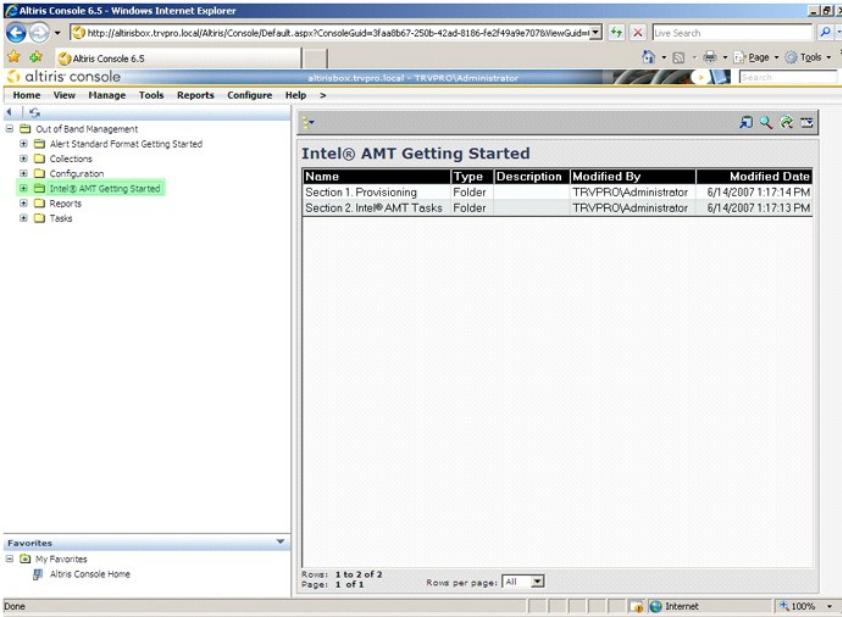 Altiris Console 6.5 - Windows Internet Explorer
http://altirisbox.trvpro.local/Altiris/Console/Default.aspx?ConsoleGuid=3faa8b67-250b-42ad-8186-fe2f49a9e7078ViewGuid=
Live Search
Altiris Console 6.5
Page
Tools
altiris console
altirisbox.trvpro.local - TRVPRO\Administrator
Search
Home View Manage Tools Reports Configure Help >
Out of Band Management
Alert Standard Format Getting Started
Collections
Configuration
Intel® AMT Getting Started
Reports
Tasks
Intel® AMT Getting Started
Name Type Description Modified By Modified Date
Section 1. Provisioning Folder TRVPRO\Administrator 6/14/2007 1:17:14 PM
Section 2. Intel® AMT Tasks Folder TRVPRO\Administrator 6/14/2007 1:17:13 PM
Favorites
My Favorites
Altiris Console Home
Rows: 1 to 2 of 2
Page: 1 of 1
Rows per page: All
Done
Internet
100%